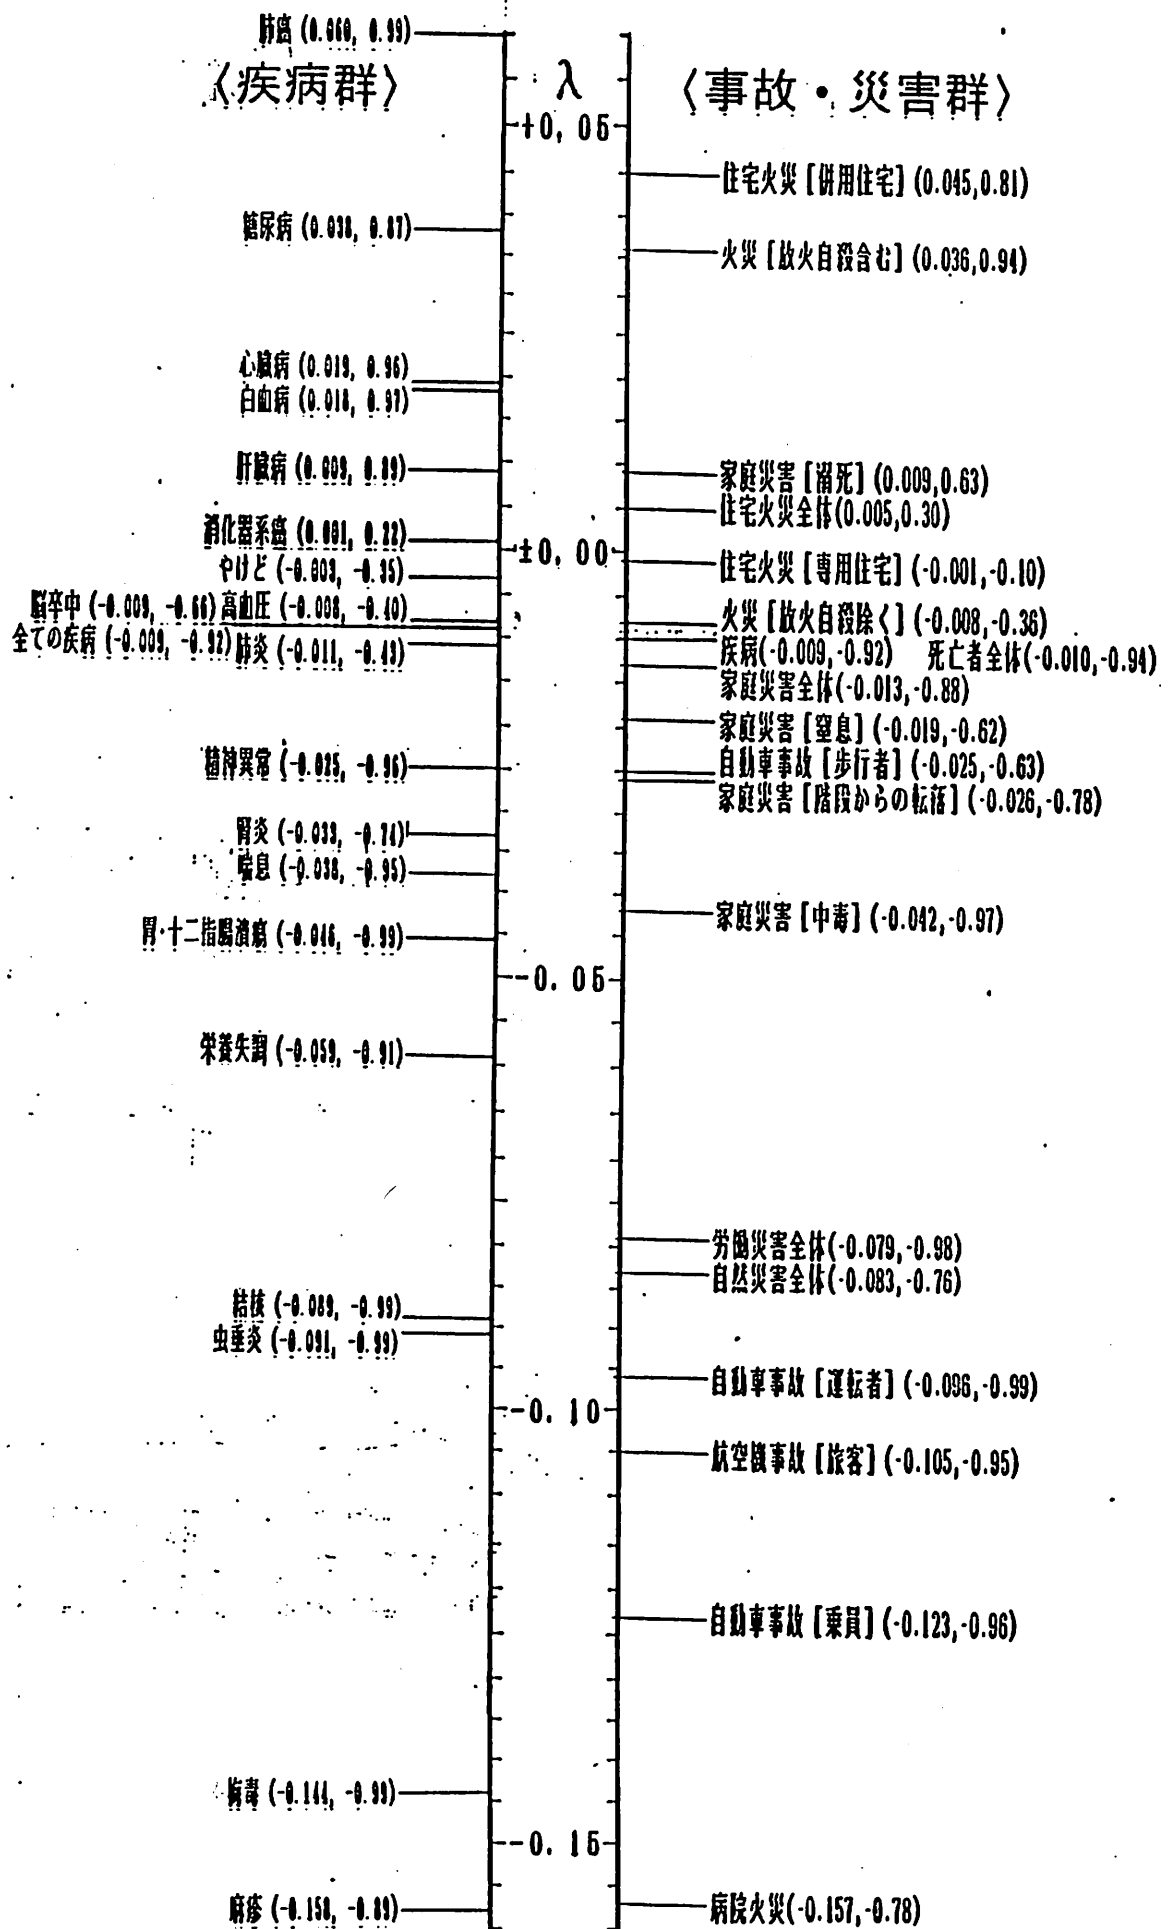 肺癌 (0.060, 0.99)
〈疾病群〉
λ
〈事故・災害群〉
+0.05
住宅火災 [併用住宅] (0.045,0.81)
糖尿病 (0.038, 0.87)
火災 [放火自殺含む] (0.036,0.94)
心臓病 (0.019, 0.96)
白血病 (0.018, 0.97)
肝臓病 (0.009, 0.89)
家庭災害 [溺死] (0.009,0.63)
住宅火災全体(0.005,0.30)
消化器系癌 (0.001, 0.22)
±0.00
やけど (-0.003, -0.35)
住宅火災 [専用住宅] (-0.001,-0.10)
脳卒中 (-0.009, -0.66) 高血圧 (-0.008, -0.40)
火災 [放火自殺除く] (-0.008,-0.36)
全ての疾病 (-0.009, -0.92) 肺炎 (-0.011, -0.43)
疾病(-0.009,-0.92) 死亡者全体(-0.010,-0.94)
家庭災害全体(-0.013,-0.88)
家庭災害 [窒息] (-0.019,-0.62)
精神異常 (-0.025, -0.96)
自動車事故 [歩行者] (-0.025,-0.63)
家庭災害 [階段からの転落] (-0.026,-0.78)
腎炎 (-0.033, -0.74)
喘息 (-0.038, -0.95)
家庭災害 [中毒] (-0.042,-0.97)
胃・十二指腸潰瘍 (-0.046, -0.99)
-0.05
栄養失調 (-0.059, -0.91)
労働災害全体(-0.079,-0.98)
自然災害全体(-0.083,-0.76)
結核 (-0.089, -0.99)
虫垂炎 (-0.091, -0.99)
自動車事故 [運転者] (-0.096,-0.99)
-0.10
航空機事故 [旅客] (-0.105,-0.95)
自動車事故 [乗員] (-0.123,-0.96)
梅毒 (-0.144, -0.99)
-0.15
麻疹 (-0.158, -0.89)
病院火災(-0.157,-0.78)